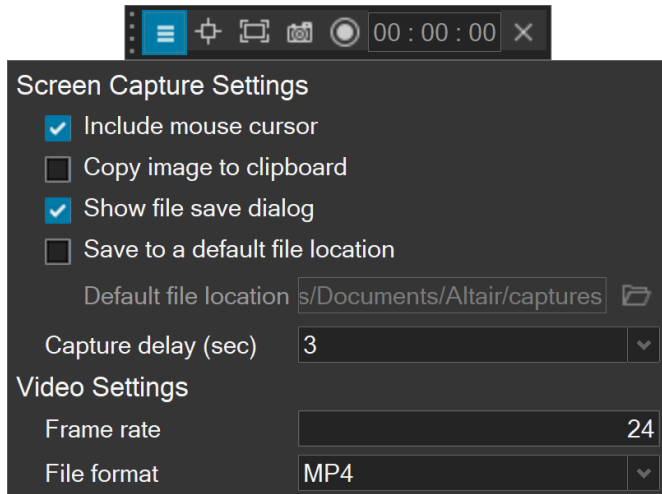 00 : 00 : 00
Screen Capture Settings
Include mouse cursor
Copy image to clipboard
Show file save dialog
Save to a default file location
Default file location s/Documents/Altair/captures
Capture delay (sec) 3
Video Settings
Frame rate 24
File format MP4